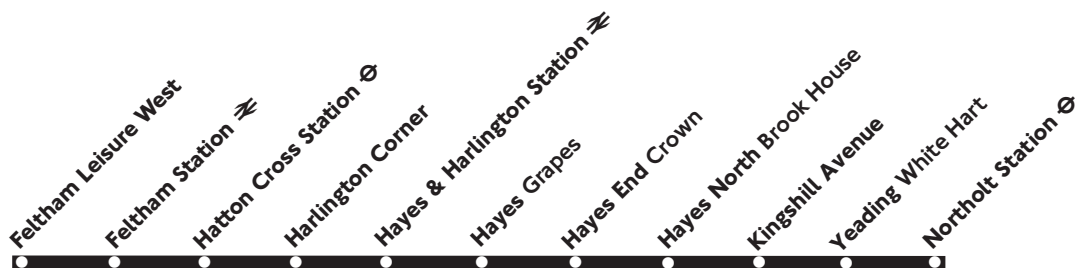 Feltham Leisure West
Feltham Station
Hatton Cross Station
Harlington Corner
Hayes & Harlington Station
Hayes Grapes
Hayes End Crown
Hayes North Brook House
Kingshill Avenue
Yeading White Hart
Northolt Station